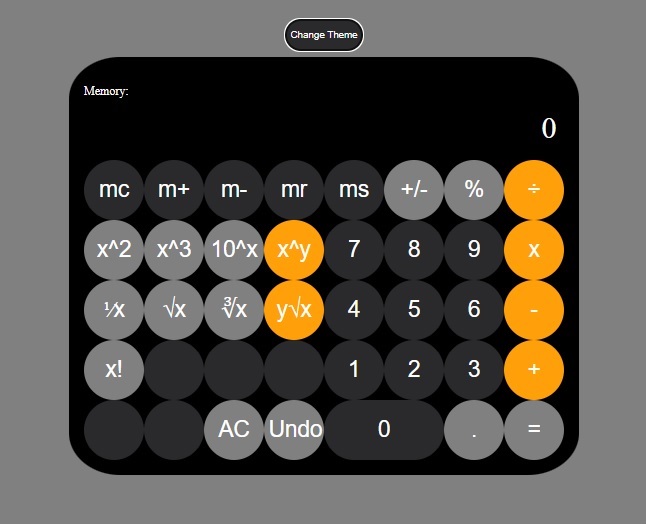 Change Theme
Memory:
0
mc m+ m- mr ms +/- % ÷
x^2 x^3 10^x x^y 7 8 9 x
⅟x √x ∛x y√x 4 5 6 -
x! 1 2 3 +
AC Undo 0 . =